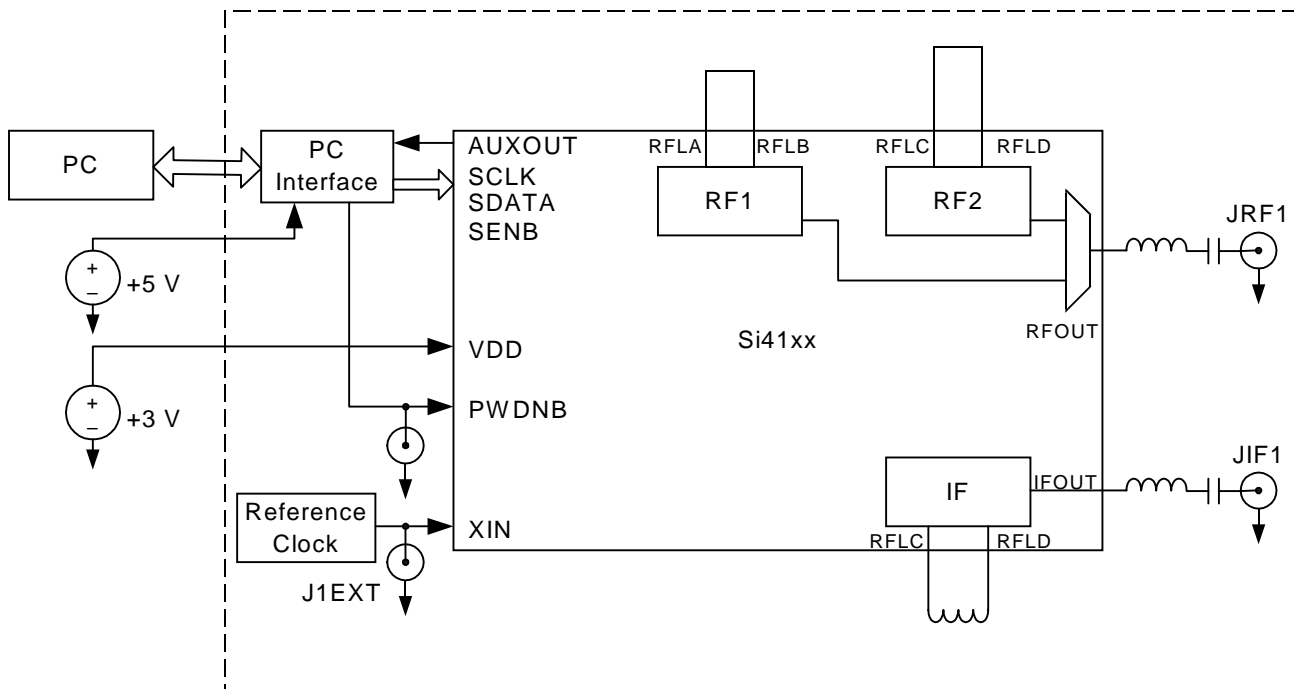 PC
PC
Interface
AUXOUT
SCLK
SDATA
SENB
RFLA
RFLB
RFLC
RFLD
RF1
RF2
JRF1
+
–
+5 V
RFOUT
Si41xx
VDD
+
–
+3 V
PWDNB
JIF1
IF
IFOUT
Reference
Clock
XIN
RFLC
RFLD
J1EXT